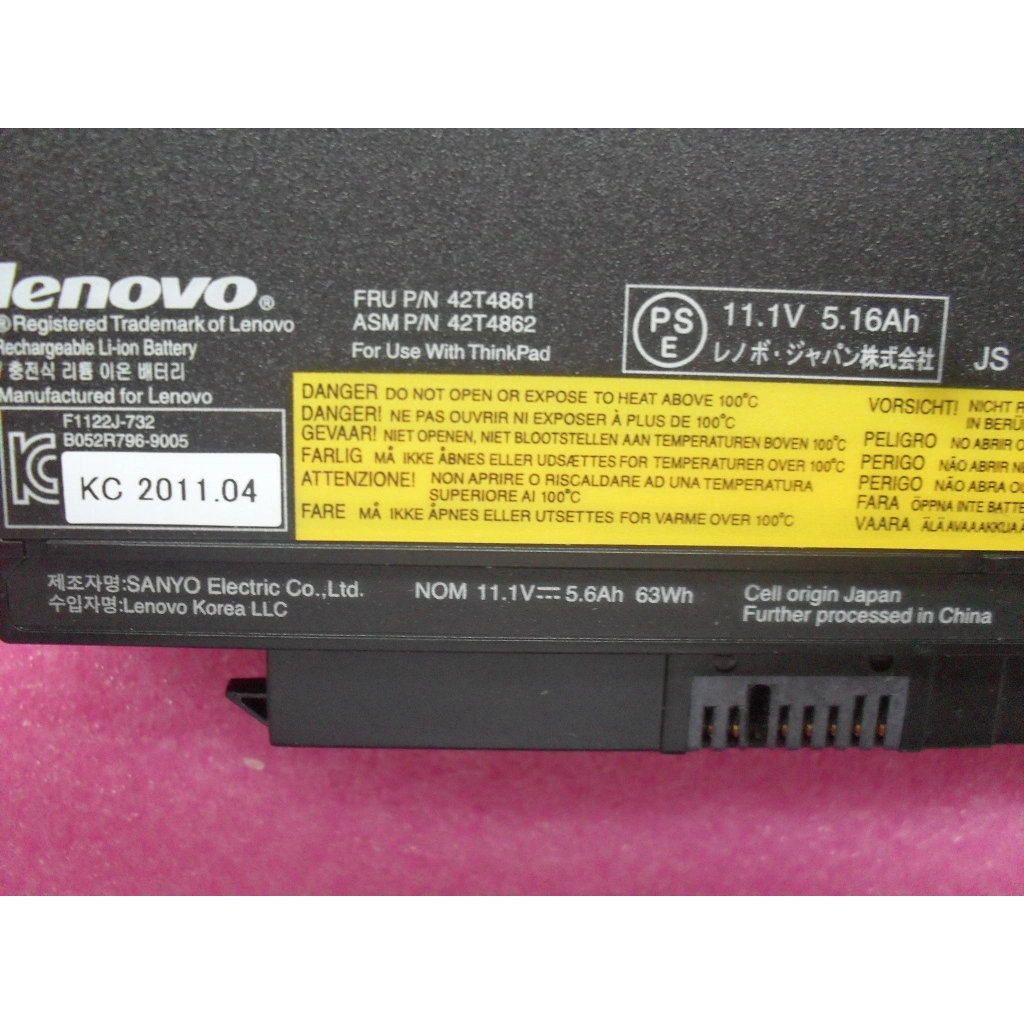 lenovo®
® Registered Trademark of Lenovo
Rechargeable Li-ion Battery
충전식 리튬 이온 배터리
Manufactured for Lenovo
F1122J-732
B052R796-9005
KC
KC 2011.04
FRU P/N 42T4861
ASM P/N 42T4862
For Use With ThinkPad
PS
E
11.1V 5.16Ah
レノボ・ジャパン株式会社
JS
DANGER DO NOT OPEN OR EXPOSE TO HEAT ABOVE 100°C
DANGER! NE PAS OUVRIR NI EXPOSER À PLUS DE 100°C
GEVAAR! NIET OPENEN, NIET BLOOTSTELLEN AAN TEMPERATUREN BOVEN 100°C
FARLIG MÅ IKKE ÅBNES ELLER UDSÆTTES FOR TEMPERATURER OVER 100°C
ATTENZIONE! NON APRIRE O RISCALDARE AD UNA TEMPERATURA
SUPERIORE AI 100°C
FARE MÅ IKKE ÅPNES ELLER UTSETTES FOR VARME OVER 100°C
VORSICHT! NICHT
IN
PELIGRO NO ABRIR
PERIGO NÃO ABRIR
PERIGO NÃO ABRA
FARA ÖPPNA INTE
VAARA ÄLÄ AVAA AKKUA
제조자명:SANYO Electric Co.,Ltd.
수입자명:Lenovo Korea LLC
NOM 11.1V⎓5.6Ah 63Wh
Cell origin Japan
Further processed in China